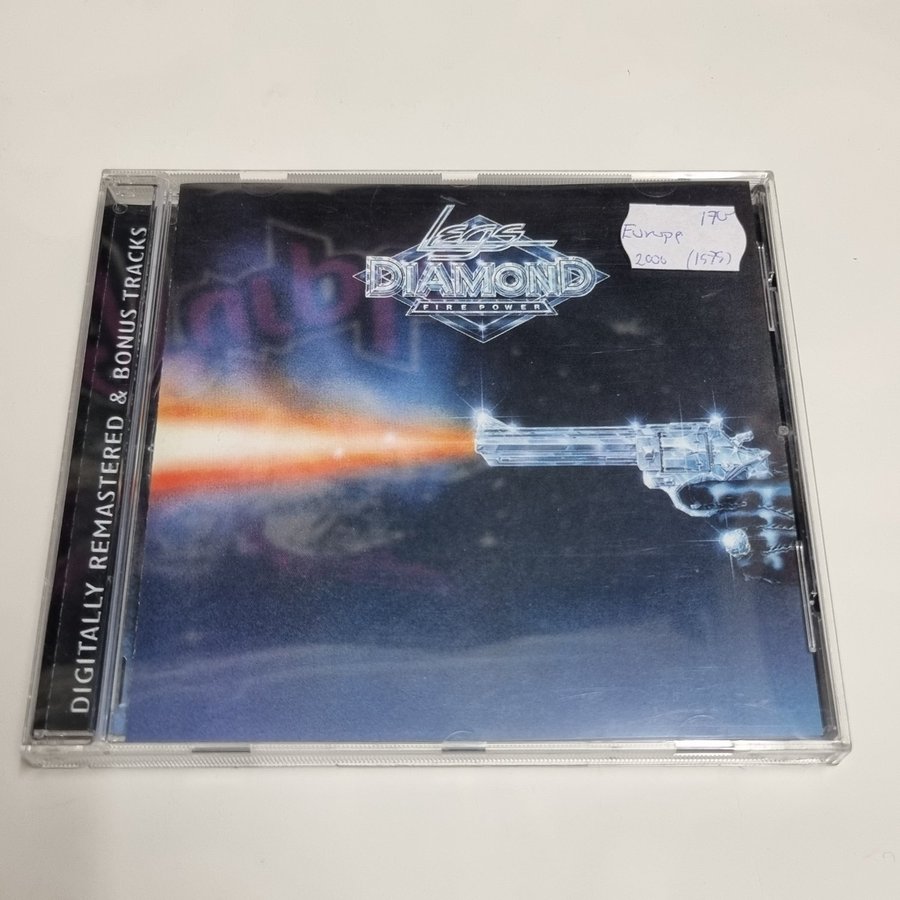 DIGITALLY REMASTERED & BONUS TRACKS
Legs
DIAMOND
FIRE POWER
170
Europe
2000 (1979)